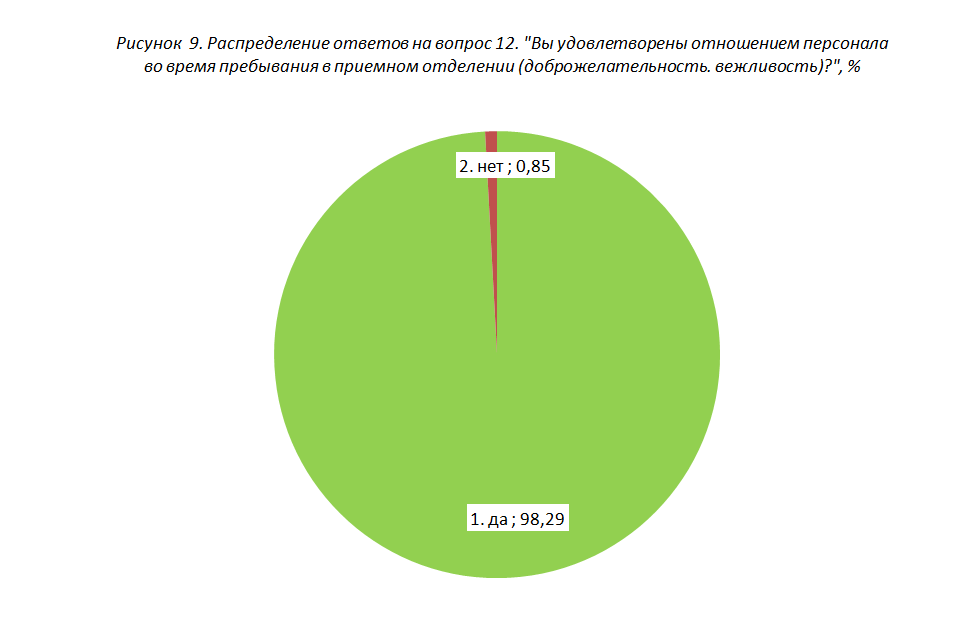 Рисунок 9. Распределение ответов на вопрос 12. "Вы удовлетворены отношением персонала
во время пребывания в приемном отделении (доброжелательность. вежливость)?", %
2. нет ; 0,85
1. да ; 98,29